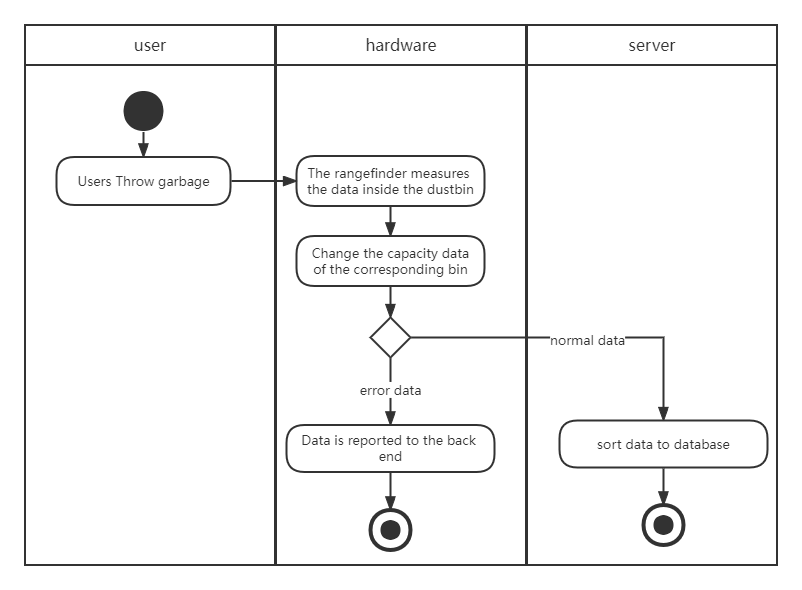 user
hardware
server
Users Throw garbage
The rangefinder measures
the data inside the dustbin
Change the capacity data
of the corresponding bin
normal data
error data
Data is reported to the back
end
sort data to database